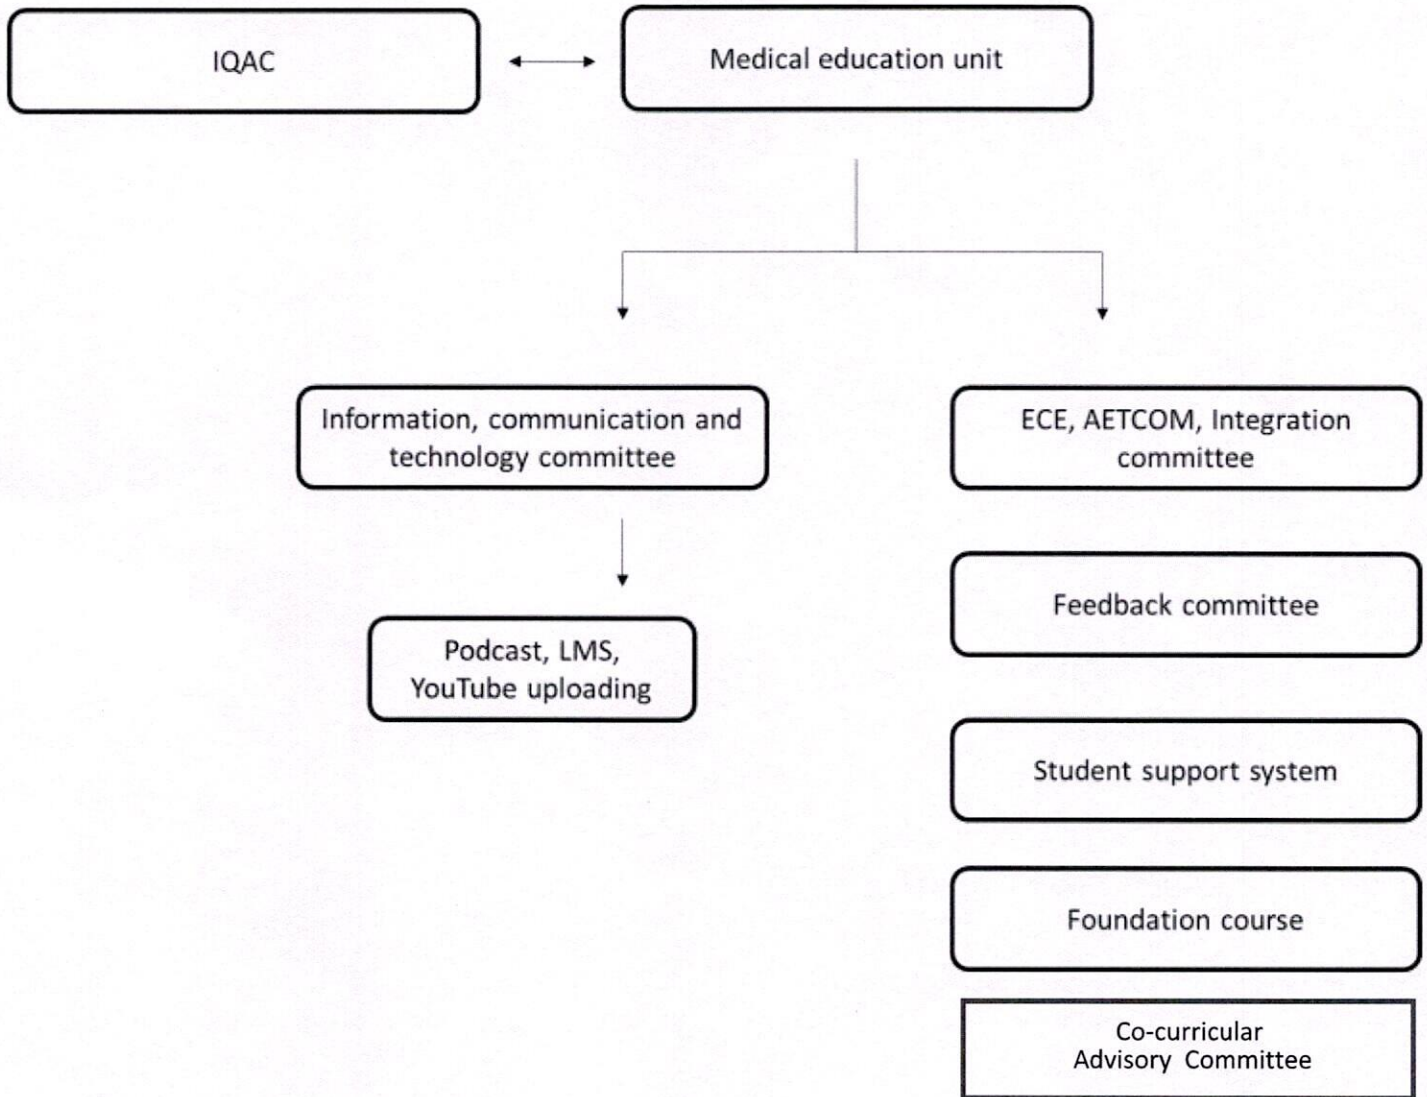 IQAC
Medical education unit
Information, communication and
technology committee
ECE, AETCOM, Integration
committee
Podcast, LMS,
YouTube uploading
Feedback committee
Student support system
Foundation course
Co-curricular
Advisory Committee